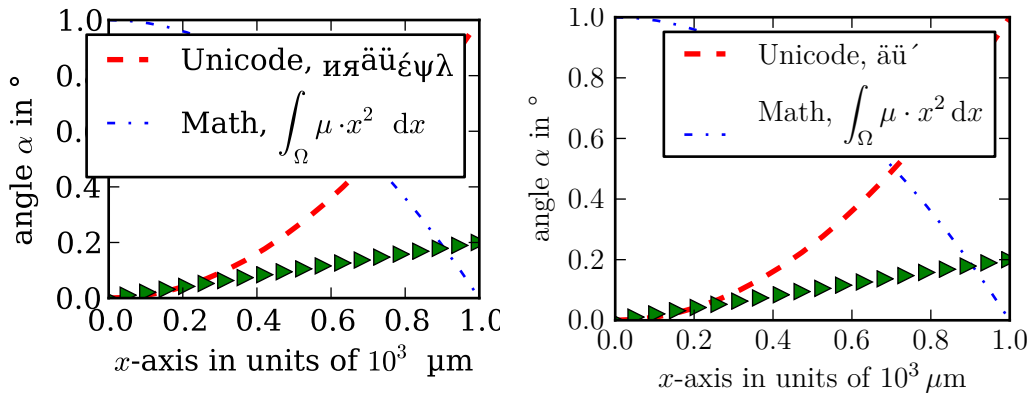 1.0
0.
0.
0.4
0.2
0.0
angle α in °
Unicode, ияäüέψλ
Math, ∫_Ω μ·x² dx
0.0 0.2 0.4 0.6 0.8 1.0
x-axis in units of 10³ μm
1.0
0.8
0.6
0.4
0.2
0.0
angle α in °
Unicode, äü´
Math, ∫_Ω μ · x² dx
0.0 0.2 0.4 0.6 0.8 1.0
x-axis in units of 10³ μm